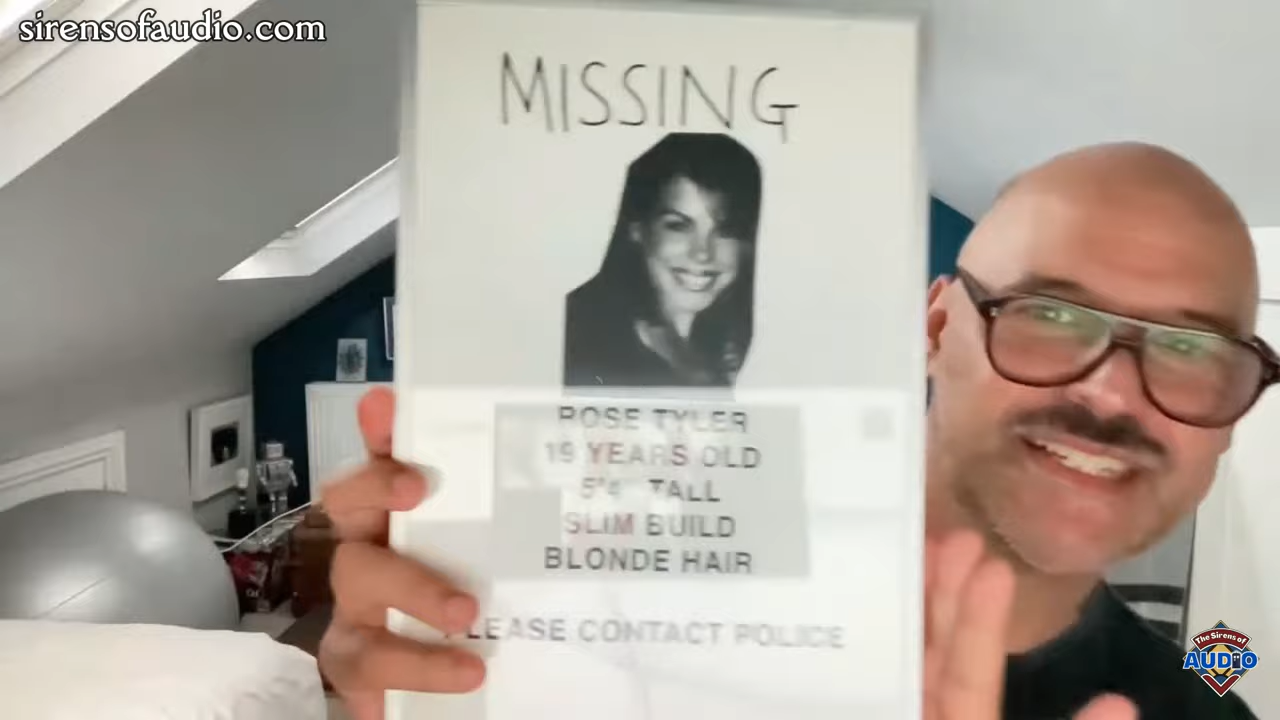 sirensofaudio.com
MISSING
ROSE TYLER
19 YEARS OLD
5'4 TALL
SLIM BUILD
BLONDE HAIR
PLEASE CONTACT POLICE
The Sirens of
AUDIO